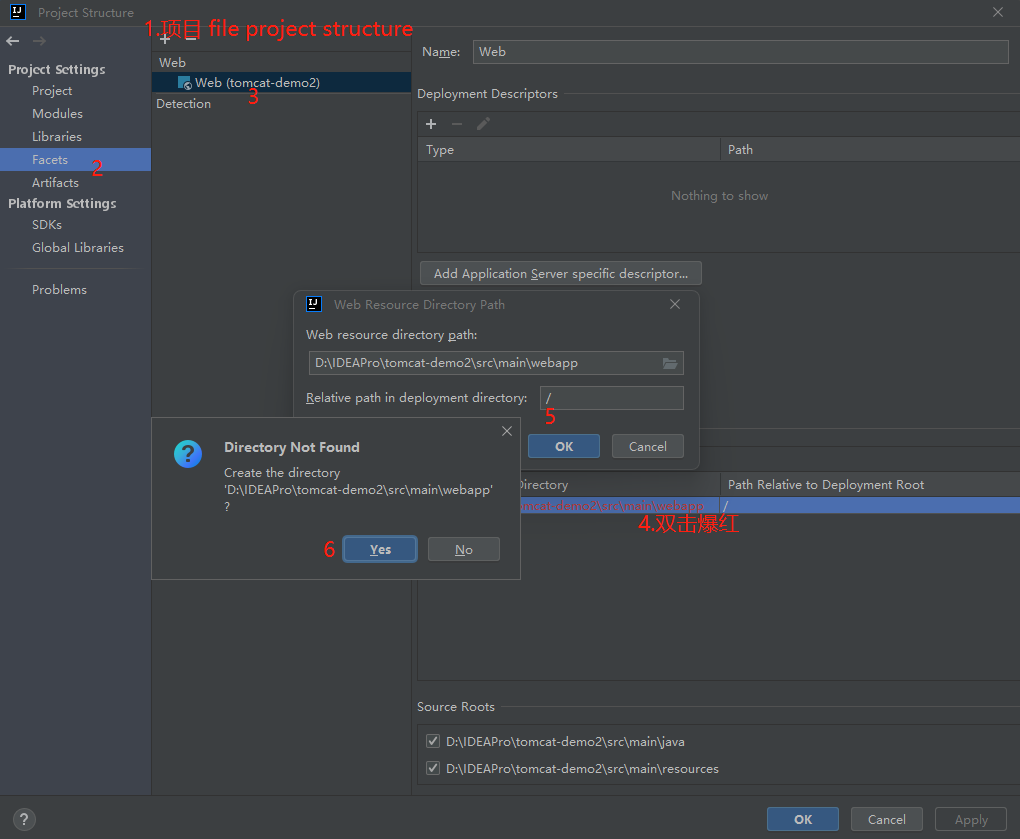 Project Structure
1.项目 file project structure
Project Settings
Project
Modules
Libraries
Facets
2
Artifacts
Platform Settings
SDKs
Global Libraries
Problems
Web
Web (tomcat-demo2)
3
Detection
Name:
Web
Deployment Descriptors
Type
Path
Nothing to show
Add Application Server specific descriptor...
Web Resource Directory Path
Web resource directory path:
D:\IDEAPro\tomcat-demo2\src\main\webapp
Relative path in deployment directory:
/
5
OK
Cancel
Directory Not Found
Create the directory
'D:\IDEAPro\tomcat-demo2\src\main\webapp'
?
6
Yes
No
Directory
Path Relative to Deployment Root
mcat-demo2\src\main\webapp
/
4.双击爆红
Source Roots
D:\IDEAPro\tomcat-demo2\src\main\java
D:\IDEAPro\tomcat-demo2\src\main\resources
?
OK
Cancel
Apply